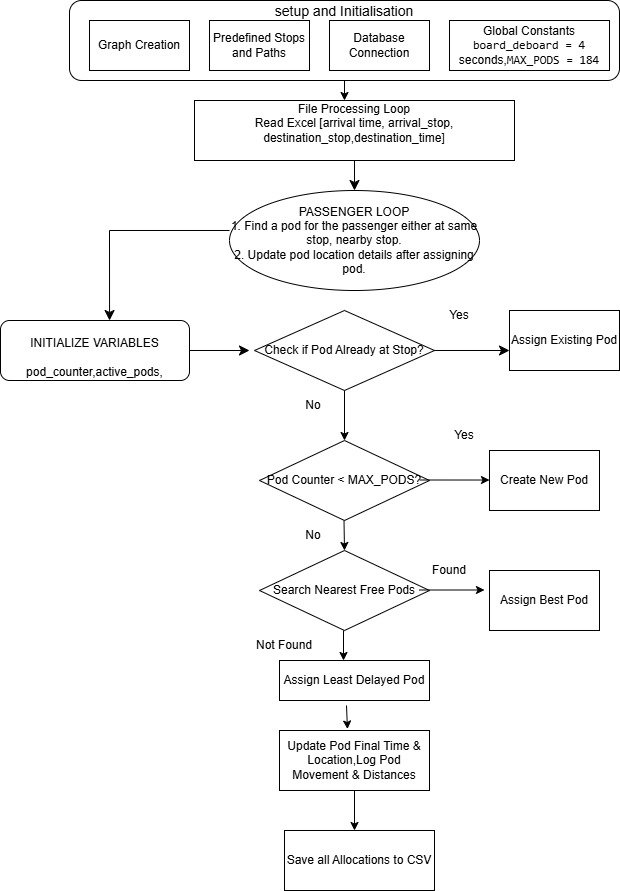 setup and Initialisation
Graph Creation
Predefined Stops
and Paths
Database
Connection
Global Constants
board_deboard = 4
seconds,MAX_PODS = 184
File Processing Loop
Read Excel [arrival time, arrival_stop,
destination_stop,destination_time]
PASSENGER LOOP
1. Find a pod for the passenger either at same
stop, nearby stop.
2. Update pod location details after assigning
pod.
INITIALIZE VARIABLES
pod_counter,active_pods,
Check if Pod Already at Stop?
Yes
Assign Existing Pod
No
Pod Counter < MAX_PODS?
Yes
Create New Pod
No
Search Nearest Free Pods
Found
Assign Best Pod
Not Found
Assign Least Delayed Pod
Update Pod Final Time &
Location,Log Pod
Movement & Distances
Save all Allocations to CSV